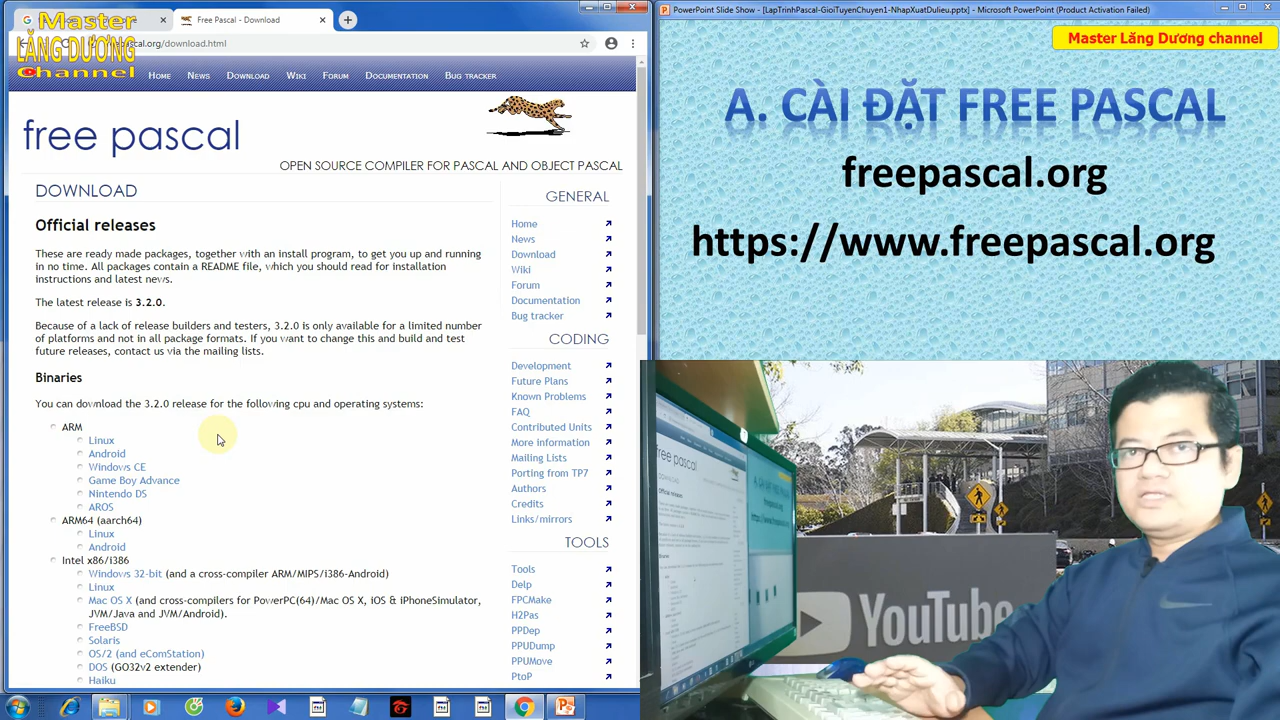 Master
LĂNG DƯƠNG
Channel
Free Pascal - Download
pascal.org/download.html
HOME NEWS DOWNLOAD WIKI FORUM DOCUMENTATION BUG TRACKER
free pascal
OPEN SOURCE COMPILER FOR PASCAL AND OBJECT PASCAL
DOWNLOAD
Official releases
These are ready made packages, together with an install program, to get you up and running
in no time. All packages contain a README file, which you should read for installation
instructions and latest news.
The latest release is 3.2.0.
Because of a lack of release builders and testers, 3.2.0 is only available for a limited number
of platforms and not in all package formats. If you want to change this and build and test
future releases, contact us via the mailing lists.
Binaries
You can download the 3.2.0 release for the following cpu and operating systems:
ARM
Linux
Android
Windows CE
Game Boy Advance
Nintendo DS
AROS
ARM64 (aarch64)
Linux
Android
Intel x86/i386
Windows 32-bit (and a cross-compiler ARM/MIPS/i386-Android)
Linux
Mac OS X (and cross-compilers for PowerPC(64)/Mac OS X, iOS & iPhoneSimulator,
JVM/Java and JVM/Android).
FreeBSD
Solaris
OS/2 (and eComStation)
DOS (GO32v2 extender)
Haiku
GENERAL
Home
News
Download
Wiki
Forum
Documentation
Bug tracker
CODING
Development
Future Plans
Known Problems
FAQ
Contributed Units
More information
Mailing Lists
Porting from TP7
Authors
Credits
Links/mirrors
TOOLS
Tools
Delp
FPCMake
H2Pas
PPDep
PPUDump
PPUMove
PtoP
PowerPoint Slide Show - [LapTrinhPascal-GioiTuyenChuyen1-NhapXuatDulieu.pptx] - Microsoft PowerPoint (Product Activation Failed)
Master Lăng Dương channel
A. CÀI ĐẶT FREE PASCAL
freepascal.org
https://www.freepascal.org
free pascal
YouTube